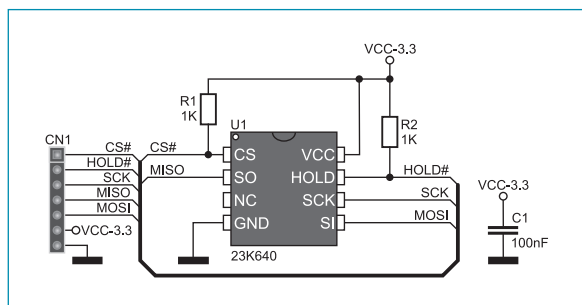 VCC-3.3
R1
1K
U1
R2
1K
CN1
CS#
HOLD#
SCK
MISO
MOSI
VCC-3.3
CS#
MISO
CS
SO
NC
GND
VCC
HOLD
SCK
SI
23K640
HOLD#
SCK
MOSI
VCC-3.3
C1
100nF